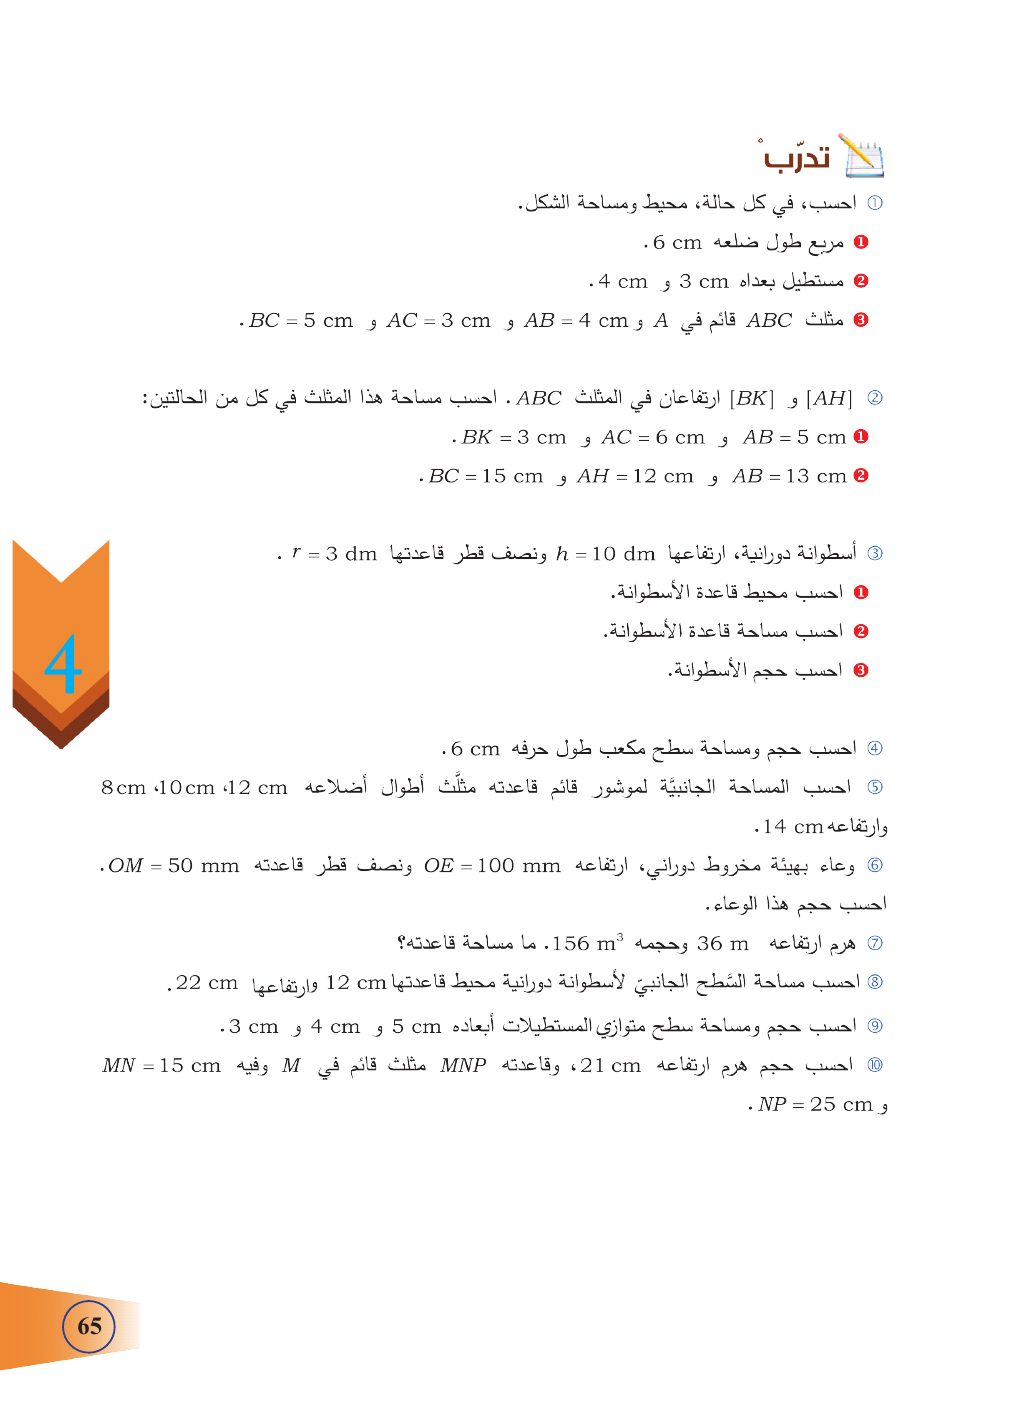 تدرّبْ
① احسب، في كل حالة، محيط ومساحة الشكل.
❶ مربع طول ضلعه 6 cm.
❷ مستطيل بعداه 3 cm و 4 cm.
❸ مثلث ABC قائم في A و AB = 4 cm و AC = 3 cm و BC = 5 cm.
② [AH] و [BK] ارتفاعان في المثلث ABC. احسب مساحة هذا المثلث في كل من الحالتين:
❶ AB = 5 cm و AC = 6 cm و BK = 3 cm.
❷ AB = 13 cm و AH = 12 cm و BC = 15 cm.
③ أسطوانة دورانية، ارتفاعها h = 10 dm ونصف قطر قاعدتها r = 3 dm .
❶ احسب محيط قاعدة الأسطوانة.
❷ احسب مساحة قاعدة الأسطوانة.
❸ احسب حجم الأسطوانة.
4
④ احسب حجم ومساحة سطح مكعب طول حرفه 6 cm.
⑤ احسب المساحة الجانبيَّة لموشور قائم قاعدته مثلَّث أطوال أضلاعه 12 cm، 10 cm، 8 cm
وارتفاعه 14 cm.
⑥ وعاء بهيئة مخروط دوراني، ارتفاعه OE = 100 mm ونصف قطر قاعدته OM = 50 mm.
احسب حجم هذا الوعاء.
⑦ هرم ارتفاعه 36 m وحجمه 156 m³. ما مساحة قاعدته؟
⑧ احسب مساحة السَّطح الجانبيّ لأسطوانة دورانية محيط قاعدتها 12 cm وارتفاعها 22 cm.
⑨ احسب حجم ومساحة سطح متوازي المستطيلات أبعاده 5 cm و 4 cm و 3 cm.
⑩ احسب حجم هرم ارتفاعه 21 cm، وقاعدته MNP مثلث قائم في M وفيه MN = 15 cm
و NP = 25 cm.
65